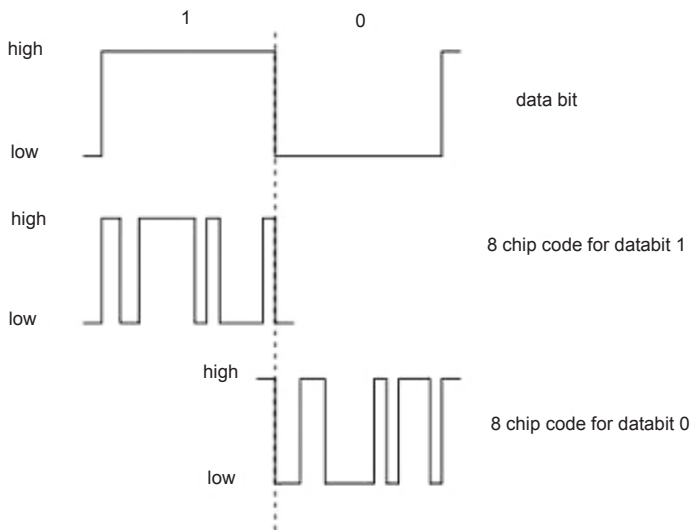 1 0
high
data bit
low
high
8 chip code for databit 1
low
high
8 chip code for databit 0
low